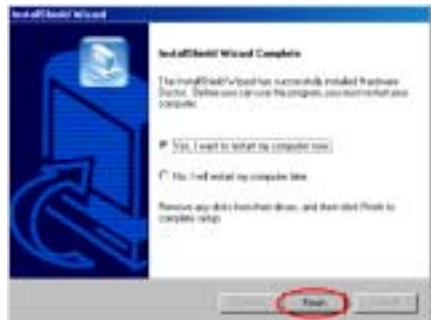 InstallShield Wizard
InstallShield Wizard Complete
The InstallShield Wizard has successfully installed Hardware
Doctor. Before you can use the program, you must restart your
computer.
Yes, I want to restart my computer now.
No, I will restart my computer later.
Remove any disks from their drives, and then click Finish to
complete setup.
Finish